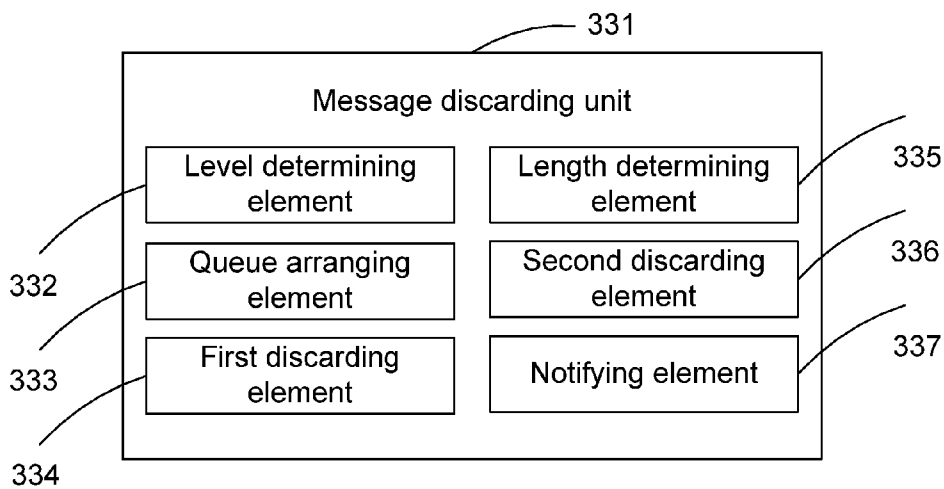 331
Message discarding unit
Level determining
element
Length determining
element
335
332
Queue arranging
element
Second discarding
element
336
333
First discarding
element
Notifying element
337
334